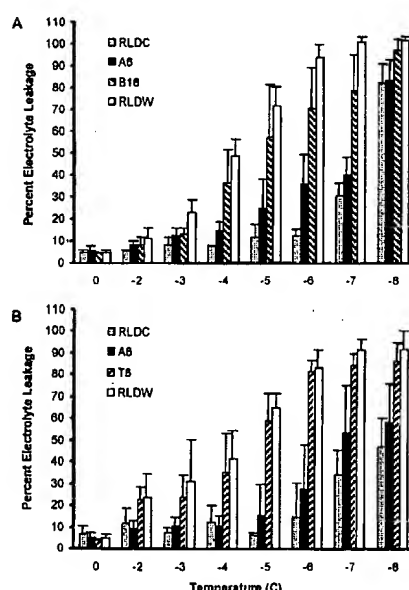 A
Percent Electrolyte Leakage
110
100
90
80
70
60
50
40
30
20
10
0
RLDC
A6
B16
RLDW
0 -2 -3 -4 -5 -6 -7 -8
B
Percent Electrolyte Leakage
110
100
90
80
70
60
50
40
30
20
10
0
RLDC
A6
T8
RLDW
0 -2 -3 -4 -5 -6 -7 -8
Temperature (C)